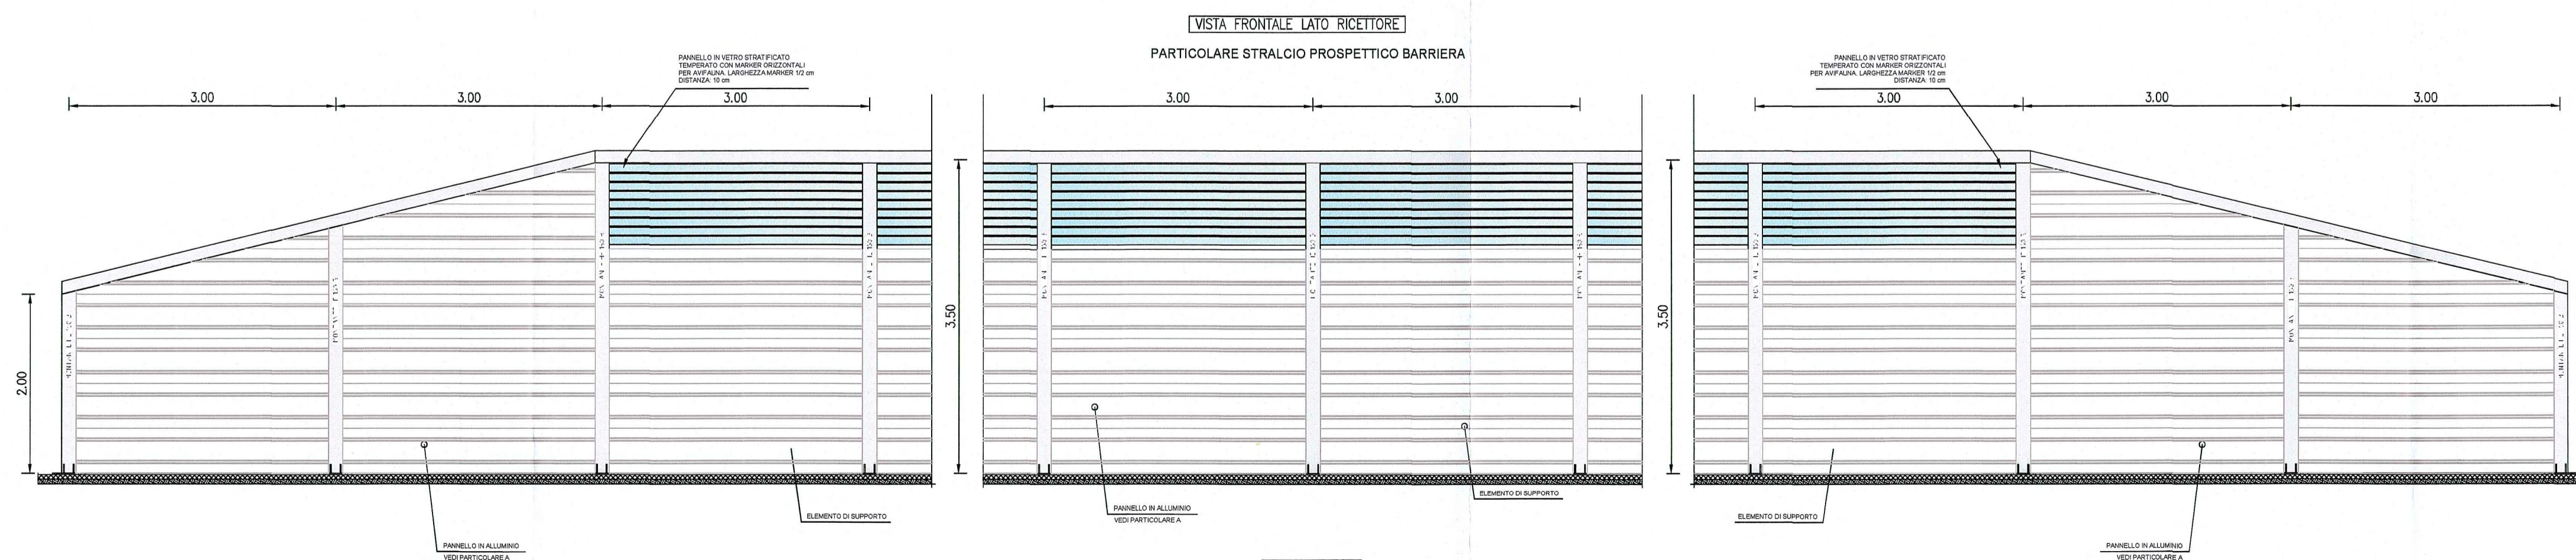 VISTA FRONTALE LATO RICETTORE
PARTICOLARE STRALCIO PROSPETTICO BARRIERA
PANNELLO IN VETRO STRATIFICATO
TEMPERATO CON MARKER ORIZZONTALI
PER AVIFAUNA. LARGHEZZA MARKER 1/2 cm
DISTANZA: 10 cm
PANNELLO IN VETRO STRATIFICATO
TEMPERATO CON MARKER ORIZZONTALI
PER AVIFAUNA. LARGHEZZA MARKER 1/2 cm
DISTANZA: 10 cm
3.00
3.00
3.00
3.00
3.00
3.00
3.00
3.00
2.00
3.50
3.50
ELEMENTO DI SUPPORTO
PANNELLO IN ALLUMINIO
VEDI PARTICOLARE A
PANNELLO IN ALLUMINIO
VEDI PARTICOLARE A
ELEMENTO DI SUPPORTO
ELEMENTO DI SUPPORTO
PANNELLO IN ALLUMINIO
VEDI PARTICOLARE A